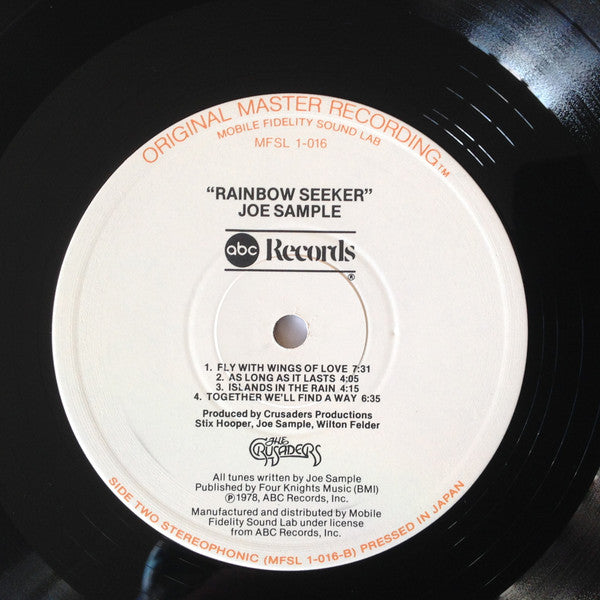 ORIGINAL MASTER RECORDING™
MOBILE FIDELITY SOUND LAB
MFSL 1-016
"RAINBOW SEEKER"
JOE SAMPLE
abc Records
®
1. FLY WITH WINGS OF LOVE 7:31
2. AS LONG AS IT LASTS 4:05
3. ISLANDS IN THE RAIN 4:15
4. TOGETHER WE'LL FIND A WAY 6:35
Produced by Crusaders Productions
Stix Hooper, Joe Sample, Wilton Felder
THE
CRUSADERS
All tunes written by Joe Sample
Published by Four Knights Music (BMI)
℗ 1978, ABC Records, Inc.
Manufactured and distributed by Mobile
Fidelity Sound Lab under license
from ABC Records, Inc.
SIDE TWO STEREOPHONIC (MFSL 1-016-B) PRESSED IN JAPAN